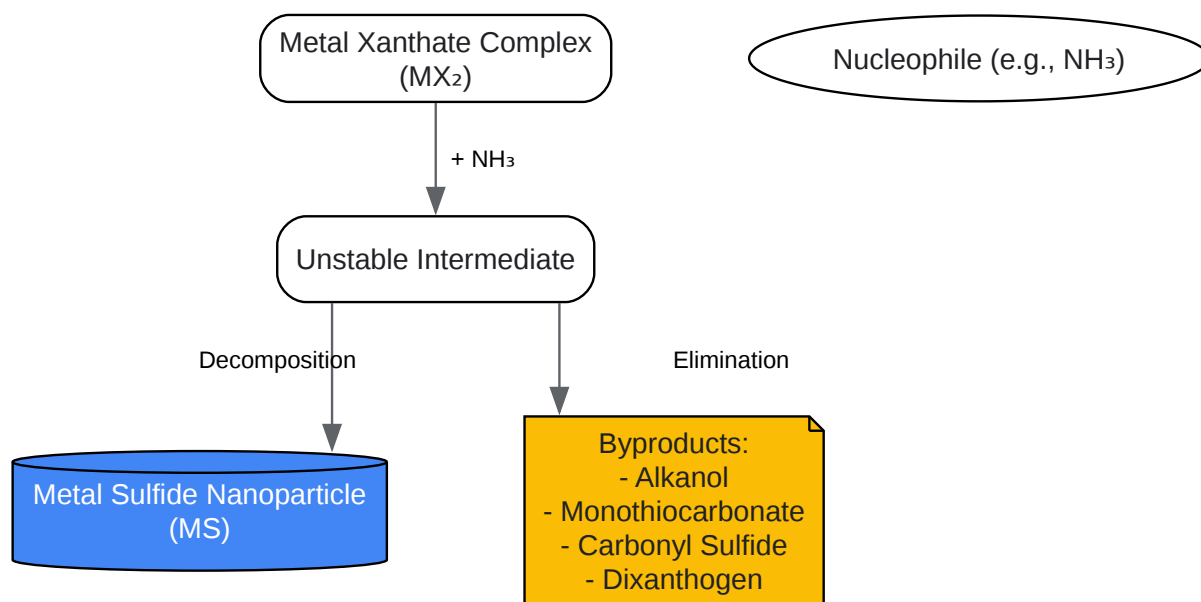 Metal Xanthate Complex
(MX₂)
Nucleophile (e.g., NH₃)
+ NH₃
Unstable Intermediate
Decomposition
Elimination
Metal Sulfide Nanoparticle
(MS)
Byproducts:
- Alkanol
- Monothiocarbonate
- Carbonyl Sulfide
- Dixanthogen